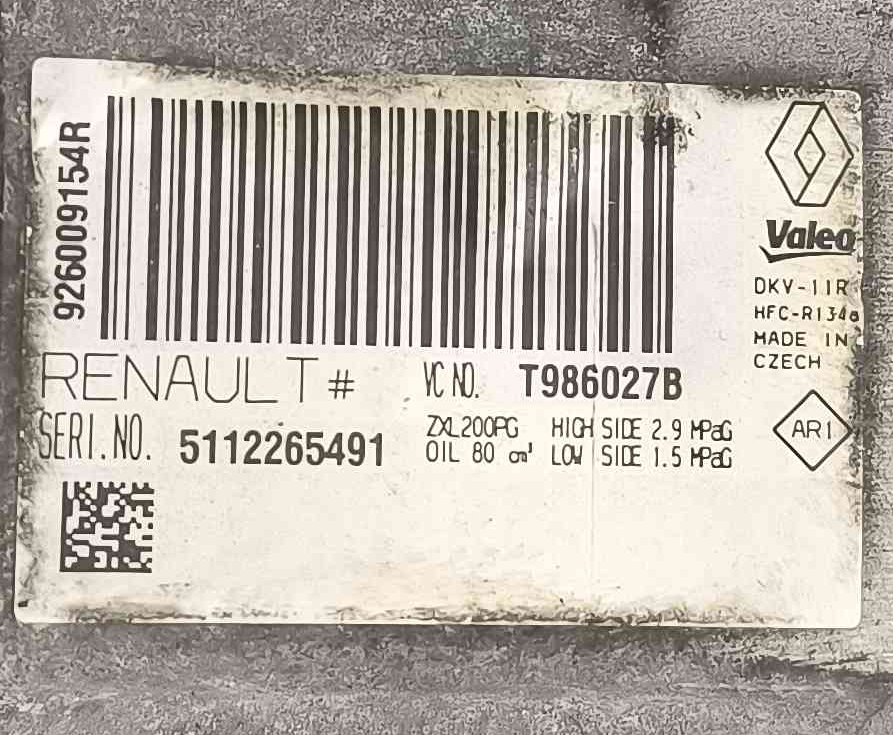 926009154R
Valeo
DKV-11R
HFC-R134a
MADE IN
CZECH
RENAULT # VC NO. T986027B
SERI.NO. 5112265491
ZXL200PG HIGH SIDE 2.9 MPaG
OIL 80 cm³ LOW SIDE 1.5 MPaG
AR1